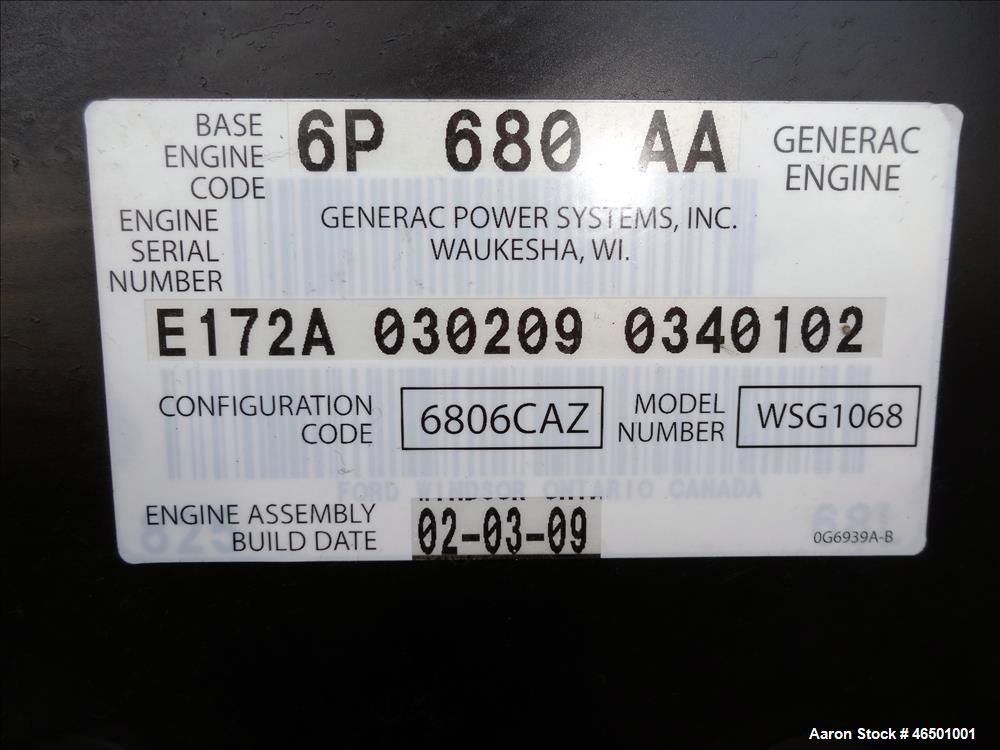 BASE ENGINE CODE 6P 680 AA
GENERAC ENGINE
GENERAC POWER SYSTEMS, INC.
WAUKESHA, WI.
ENGINE SERIAL NUMBER
E172A 030209 0340102
CONFIGURATION CODE 6806CAZ
MODEL NUMBER WSG1068
FORD WINDSOR ONTARIO CANADA
ENGINE ASSEMBLY BUILD DATE 02-03-09
0G6939A-B
Aaron Stock # 46501001